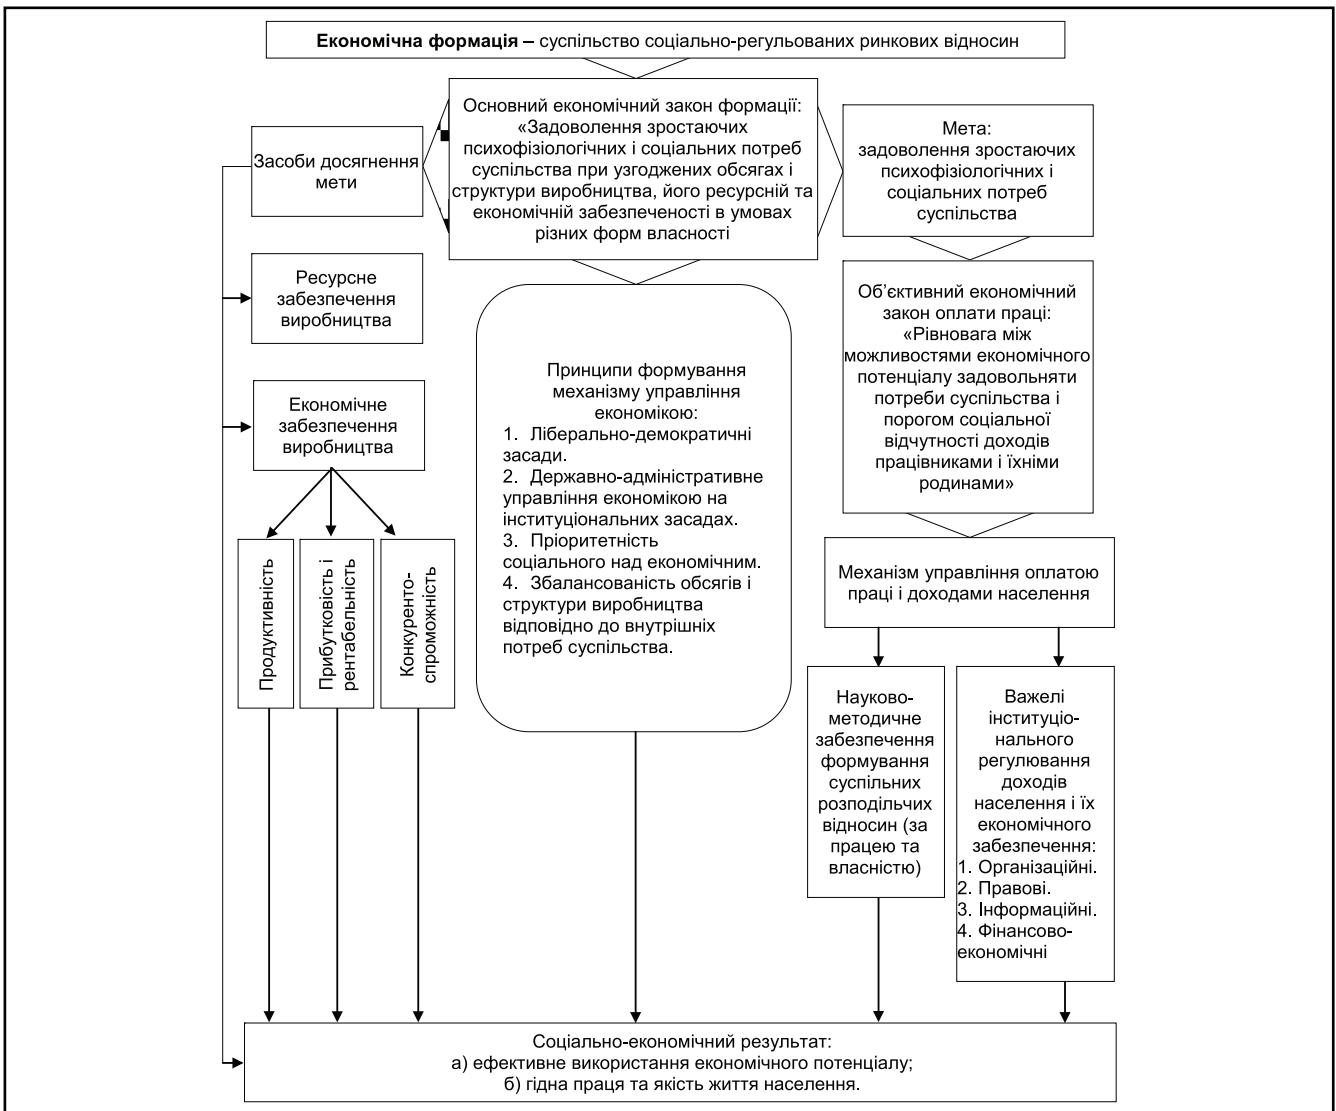 Економічна формація – суспільство соціально-регульованих ринкових відносин
Основний економічний закон формації:
«Задоволення зростаючих
психофізіологічних і соціальних потреб
суспільства при узгоджених обсягах і
структури виробництва, його ресурсній та
економічній забезпеченості в умовах
різних форм власності
Засоби досягнення
мети
Мета:
задоволення зростаючих
психофізіологічних і
соціальних потреб
суспільства
Ресурсне
забезпечення
виробництва
Економічне
забезпечення
виробництва
Продуктивність
Прибутковість і
рентабельність
Конкуренто-
спроможність
Принципи формування
механізму управління
економікою:
1. Ліберально-демократичні
засади.
2. Державно-адміністративне
управління економікою на
інституціональних засадах.
3. Пріоритетність
соціального над економічним.
4. Збалансованість обсягів і
структури виробництва
відповідно до внутрішніх
потреб суспільства.
Об’єктивний економічний
закон оплати праці:
«Рівновага між
можливостями економічного
потенціалу задовольняти
потреби суспільства і
порогом соціальної
відчутності доходів
працівниками і їхніми
родинами»
Механізм управління оплатою
праці і доходами населення
Науково-
методичне
забезпечення
формування
суспільних
розподільчих
відносин (за
працею та
власністю)
Важелі
інституціо-
нального
регулювання
доходів
населення і їх
економічного
забезпечення:
1. Організаційні.
2. Правові.
3. Інформаційні.
4. Фінансово-
економічні
Соціально-економічний результат:
а) ефективне використання економічного потенціалу;
б) гідна праця та якість життя населення.